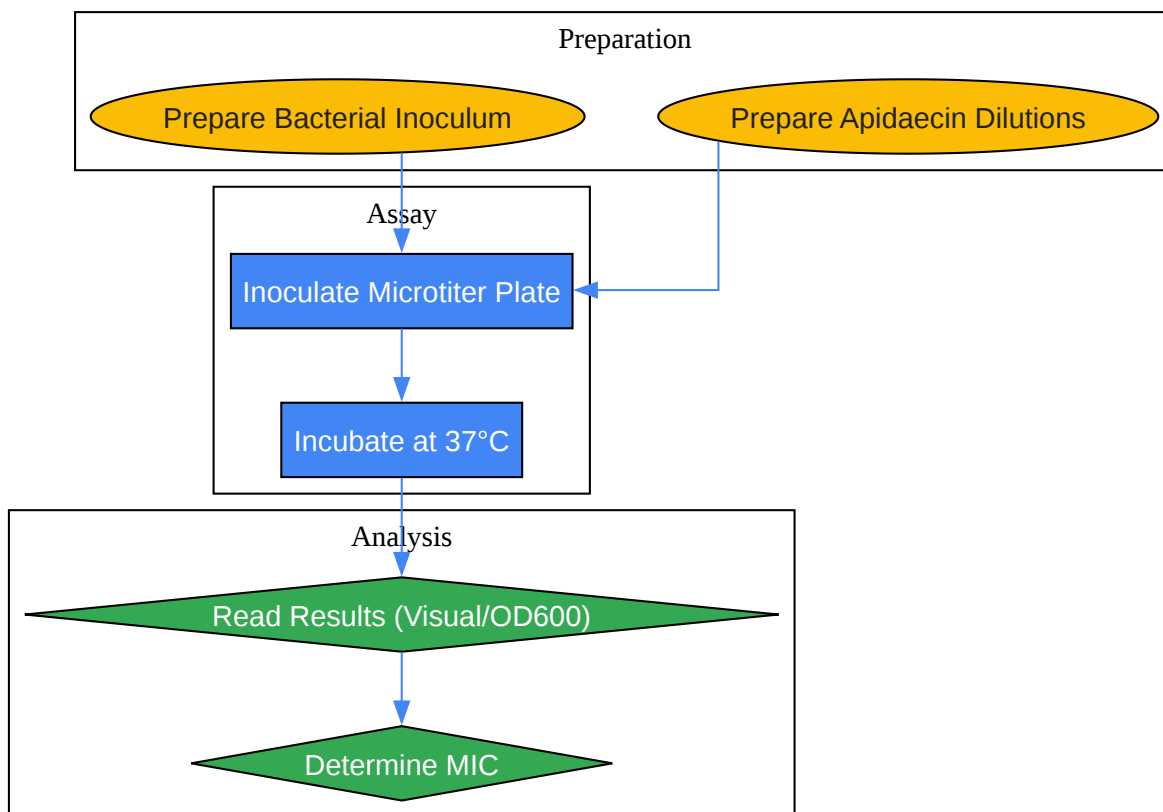 Preparation
Prepare Bacterial Inoculum
Prepare Apidaecin Dilutions
Assay
Inoculate Microtiter Plate
Incubate at 37°C
Analysis
Read Results (Visual/OD600)
Determine MIC